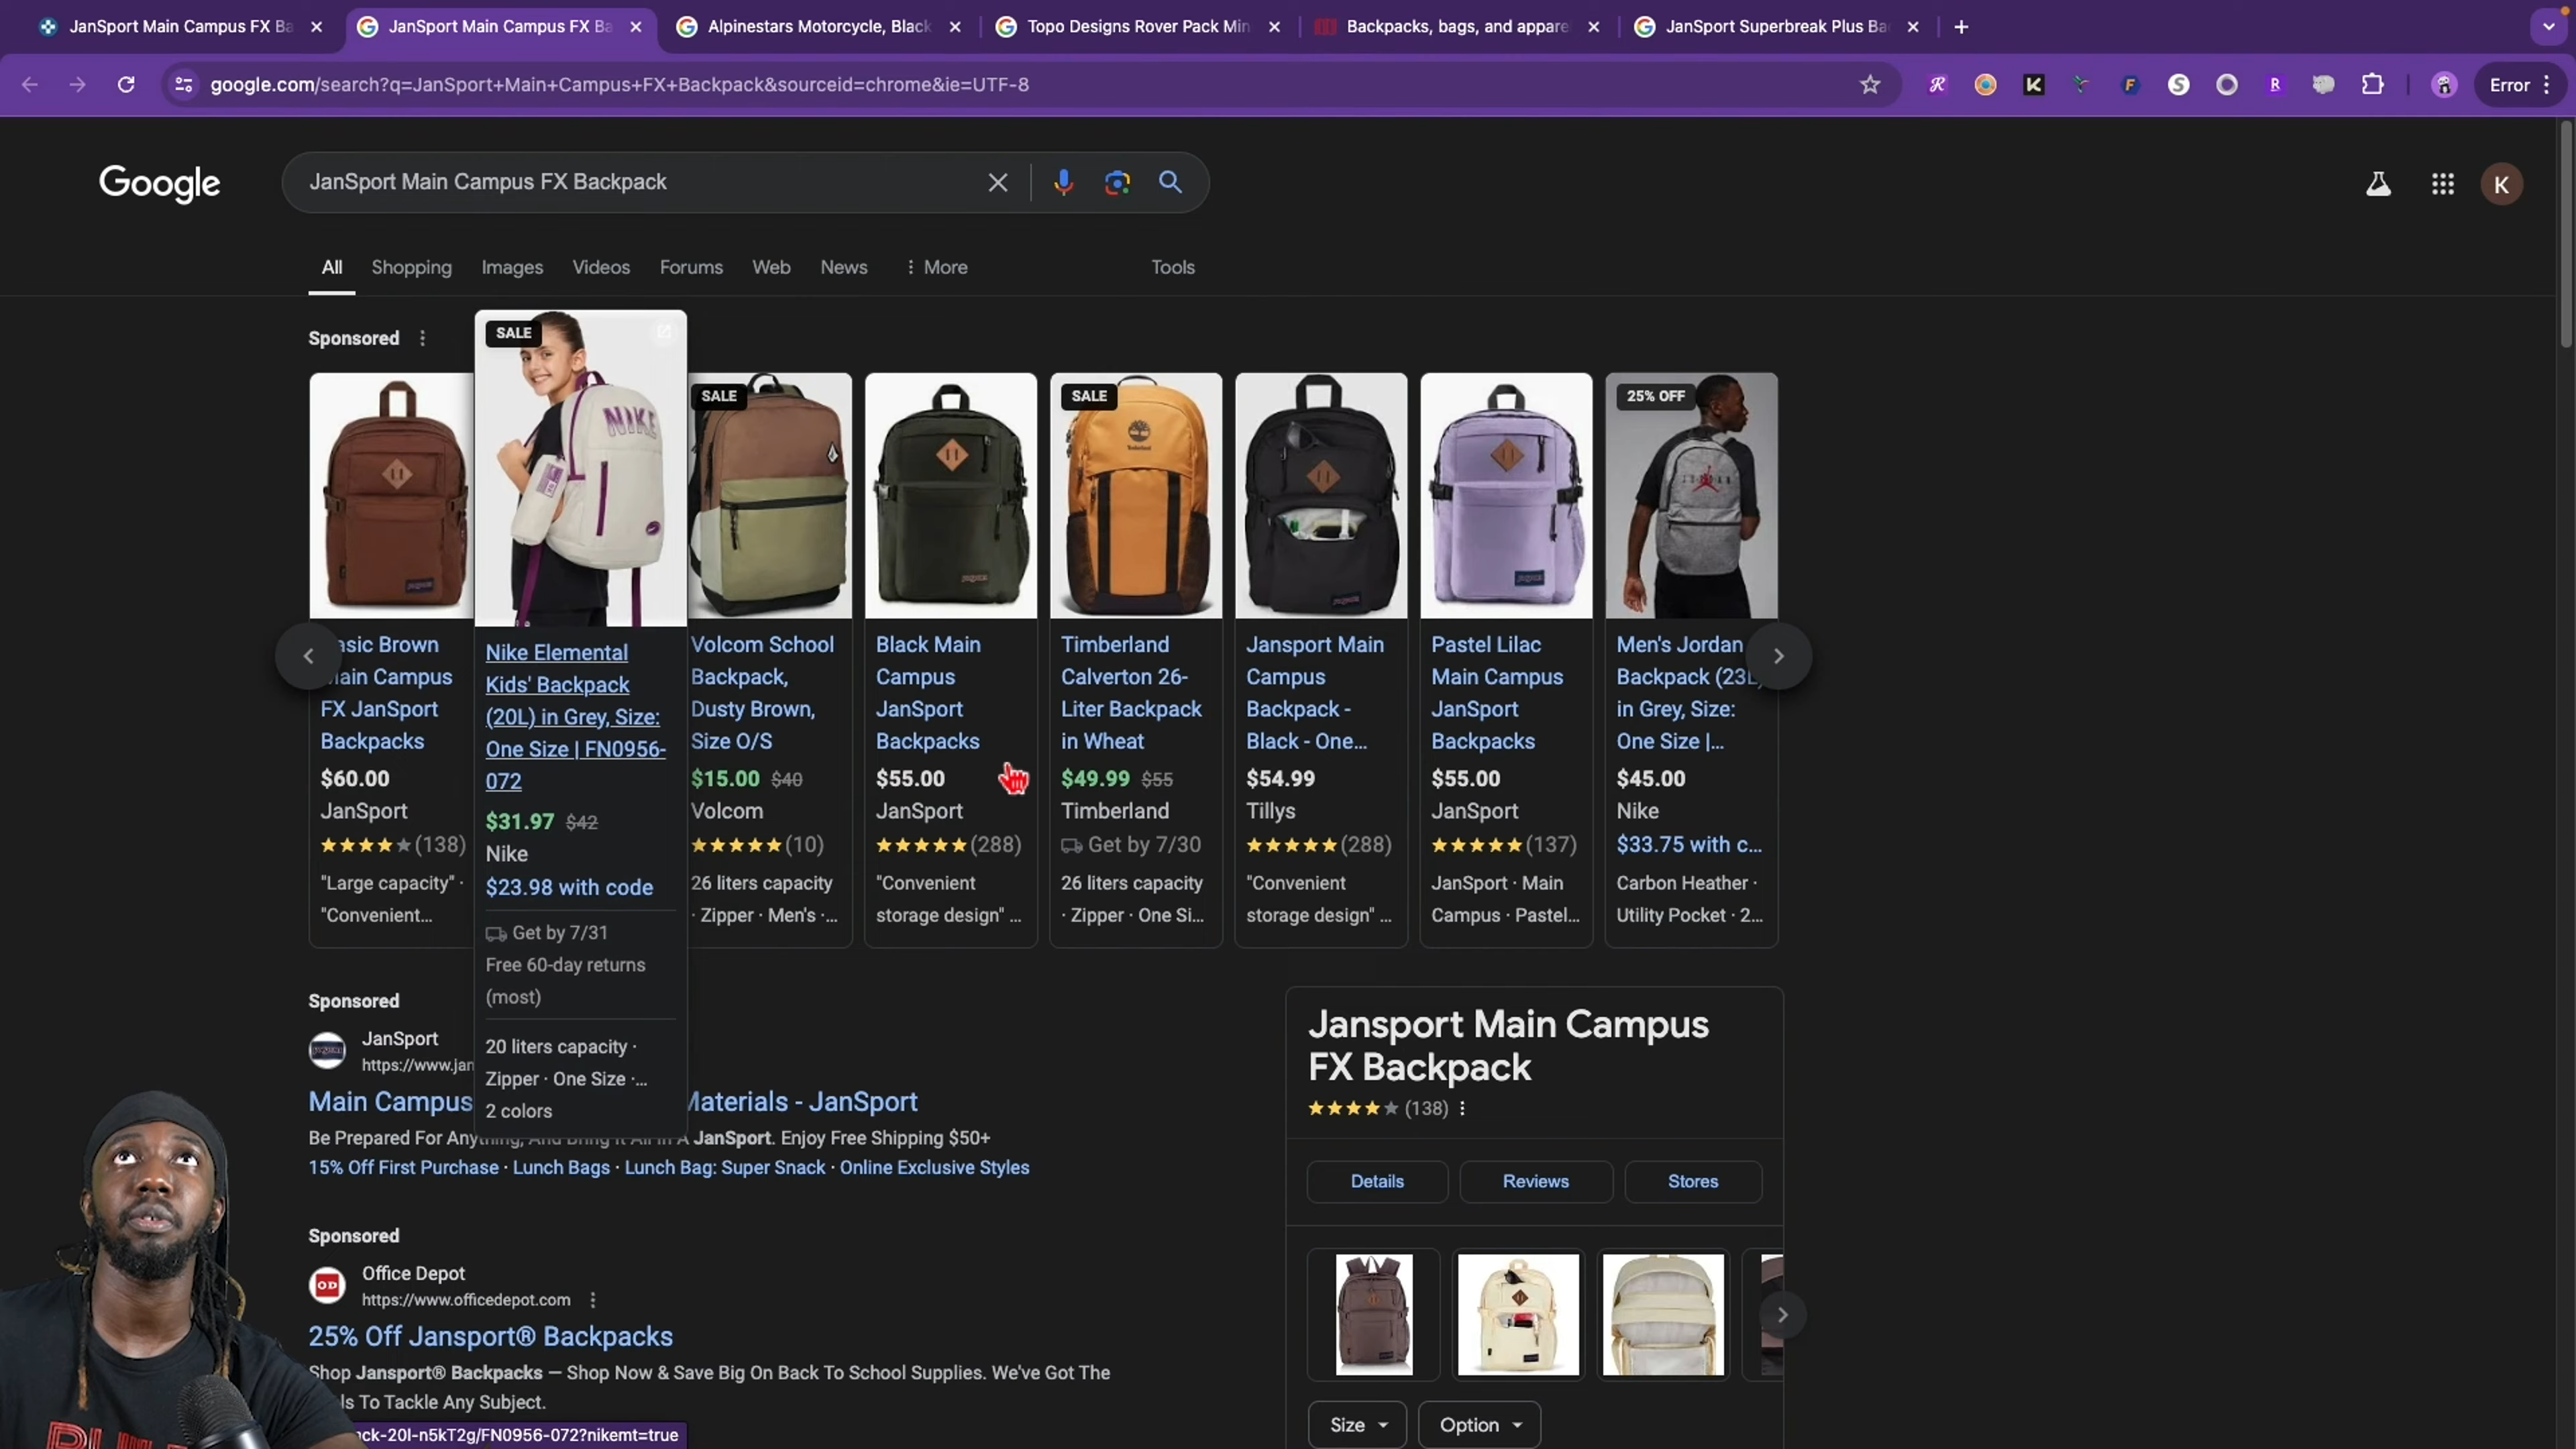 JanSport Main Campus FX Ba
JanSport Main Campus FX Ba
Alpinestars Motorcycle, Black
Topo Designs Rover Pack Min
Backpacks, bags, and appare
JanSport Superbreak Plus Ba
google.com/search?q=JanSport+Main+Campus+FX+Backpack&sourceid=chrome&ie=UTF-8
Error
Google
JanSport Main Campus FX Backpack
K
All
Shopping
Images
Videos
Forums
Web
News
More
Tools
Sponsored
asic Brown
ain Campus
FX JanSport
Backpacks
$60.00
JanSport
(138)
"Large capacity" ·
"Convenient...
SALE
NIKE
Nike Elemental
Kids' Backpack
(20L) in Grey, Size:
One Size | FN0956-
072
$31.97 $42
Nike
$23.98 with code
Get by 7/31
Free 60-day returns
(most)
20 liters capacity ·
Zipper · One Size ·...
2 colors
SALE
Volcom School
Backpack,
Dusty Brown,
Size O/S
$15.00 $40
Volcom
(10)
26 liters capacity
· Zipper · Men's ·...
Black Main
Campus
JanSport
Backpacks
$55.00
JanSport
(288)
"Convenient
storage design" ...
SALE
Timberland
Timberland
Calverton 26-
Liter Backpack
in Wheat
$49.99 $55
Timberland
Get by 7/30
26 liters capacity
· Zipper · One Si...
Jansport Main
Campus
Backpack -
Black - One...
$54.99
Tillys
(288)
"Convenient
storage design" ...
Pastel Lilac
Main Campus
JanSport
Backpacks
$55.00
JanSport
(137)
JanSport · Main
Campus · Pastel...
25% OFF
Men's Jordan
Backpack (23L)
in Grey, Size:
One Size |...
$45.00
Nike
$33.75 with c...
Carbon Heather ·
Utility Pocket · 2...
Sponsored
JanSport
https://www.jan
Main Campus Materials - JanSport
Be Prepared For Anything, And Bring It All In A JanSport. Enjoy Free Shipping $50+
15% Off First Purchase · Lunch Bags · Lunch Bag: Super Snack · Online Exclusive Styles
Sponsored
OD
Office Depot
https://www.officedepot.com
25% Off Jansport® Backpacks
Shop Jansport® Backpacks — Shop Now & Save Big On Back To School Supplies. We've Got The
ls To Tackle Any Subject.
ck-20l-n5kT2g/FN0956-072?nikemt=true
Jansport Main Campus
FX Backpack
(138)
Details
Reviews
Stores
Size
Option